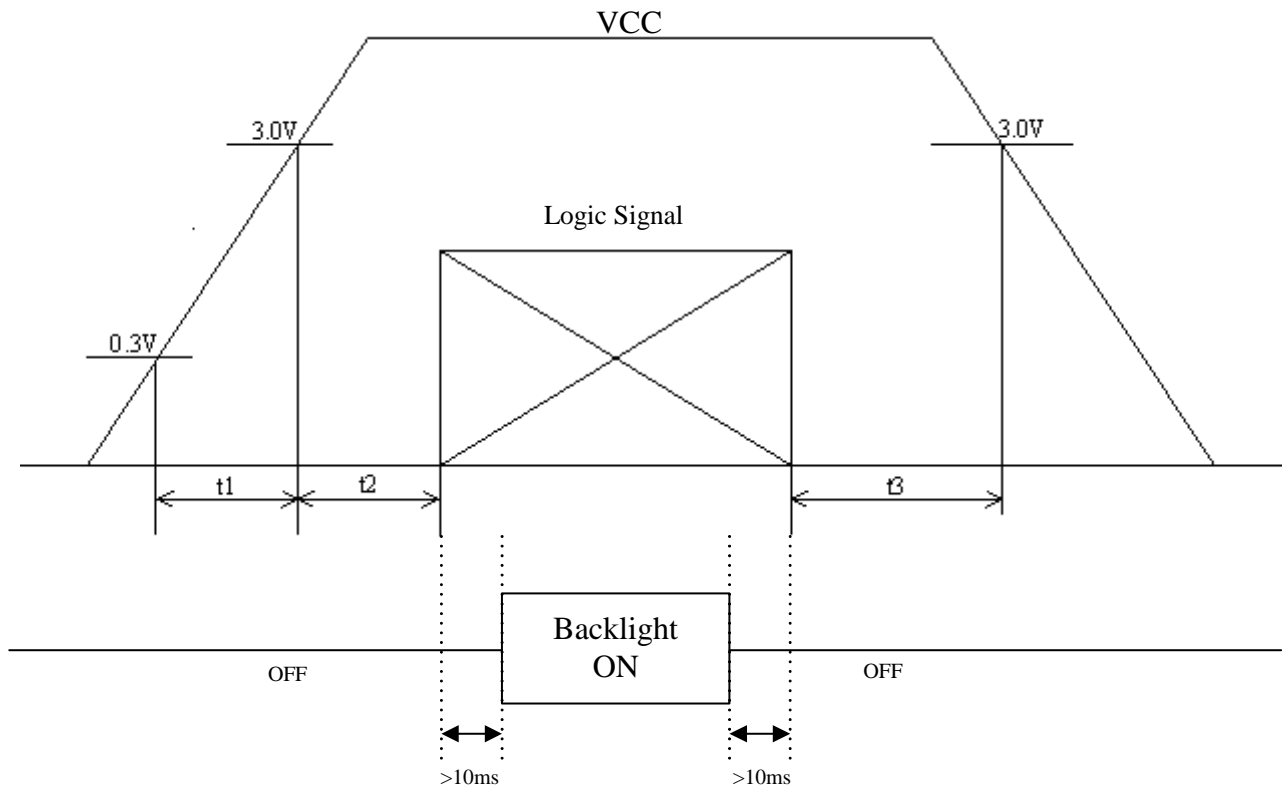 VCC
3.0V
3.0V
Logic Signal
0.3V
t1
t2
t3
Backlight
ON
OFF
OFF
>10ms
>10ms